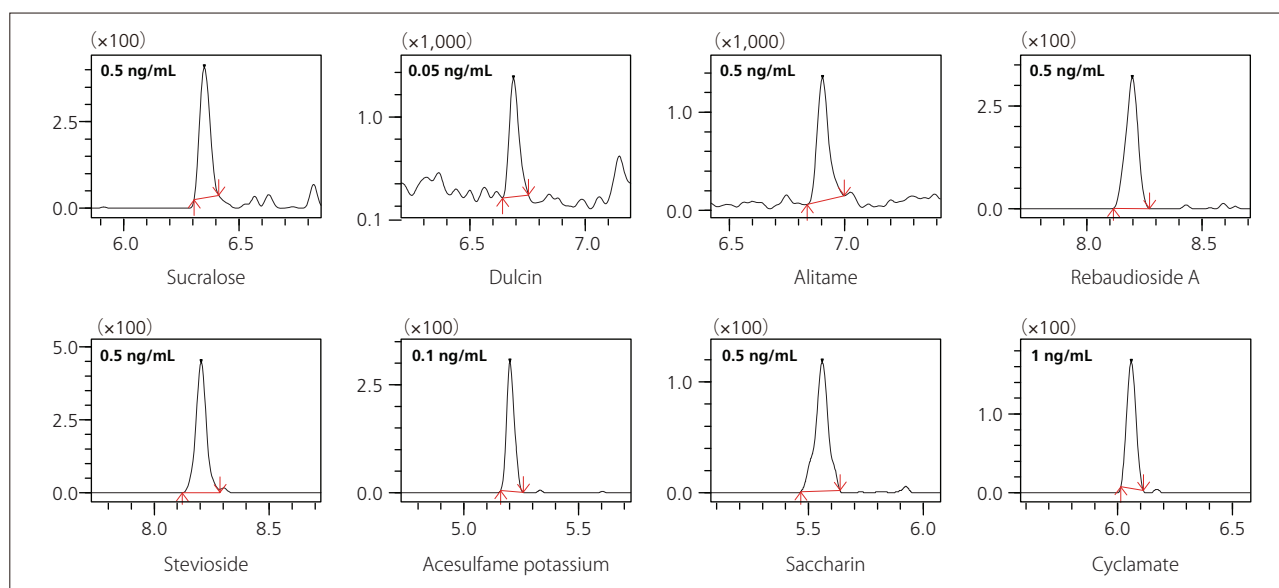 (×100)
0.5 ng/mL
2.5
0.0
6.0 6.5
Sucralose
(×1,000)
0.05 ng/mL
1.0
0.1
6.5 7.0
Dulcin
(×1,000)
0.5 ng/mL
1.0
0.0
6.5 7.0
Alitame
(×100)
0.5 ng/mL
2.5
0.0
8.0 8.5
Rebaudioside A
(×100)
5.0
0.5 ng/mL
2.5
0.0
8.0 8.5
Stevioside
(×100)
0.1 ng/mL
2.5
0.0
5.0 5.5
Acesulfame potassium
(×100)
0.5 ng/mL
1.0
0.0
5.5 6.0
Saccharin
(×100)
1 ng/mL
1.0
0.0
6.0 6.5
Cyclamate